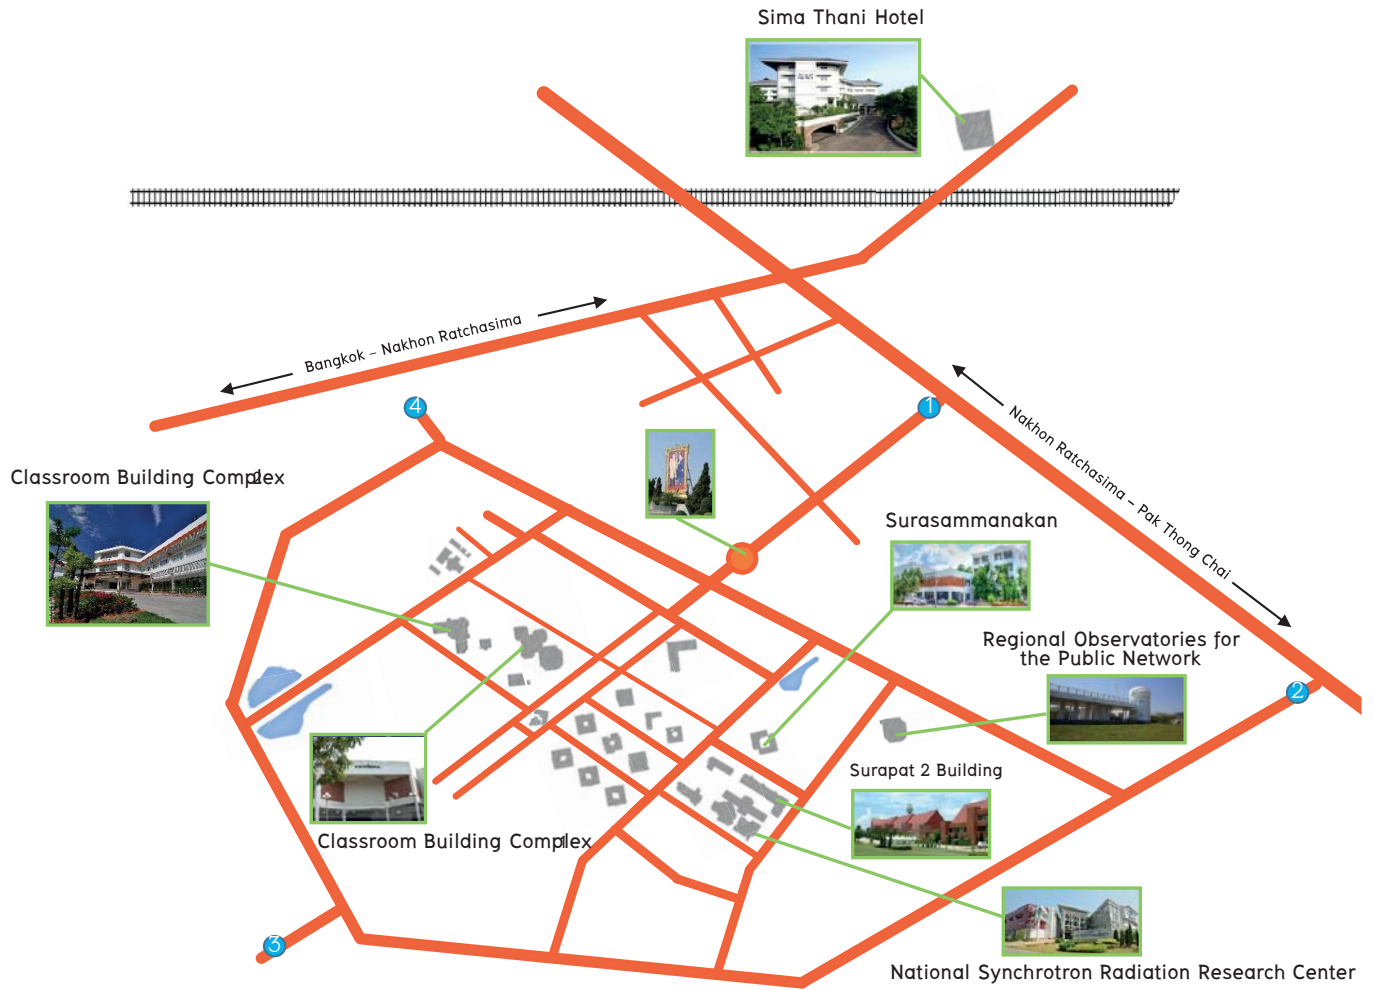 Sima Thani Hotel
Bangkok – Nakhon Ratchasima
4
1
Nakhon Ratchasima – Pak Thong Chai
Classroom Building Complex 2
Surasammanakan
Regional Observatories for
the Public Network
2
Surapat 2 Building
Classroom Building Complex 1
3
National Synchrotron Radiation Research Center